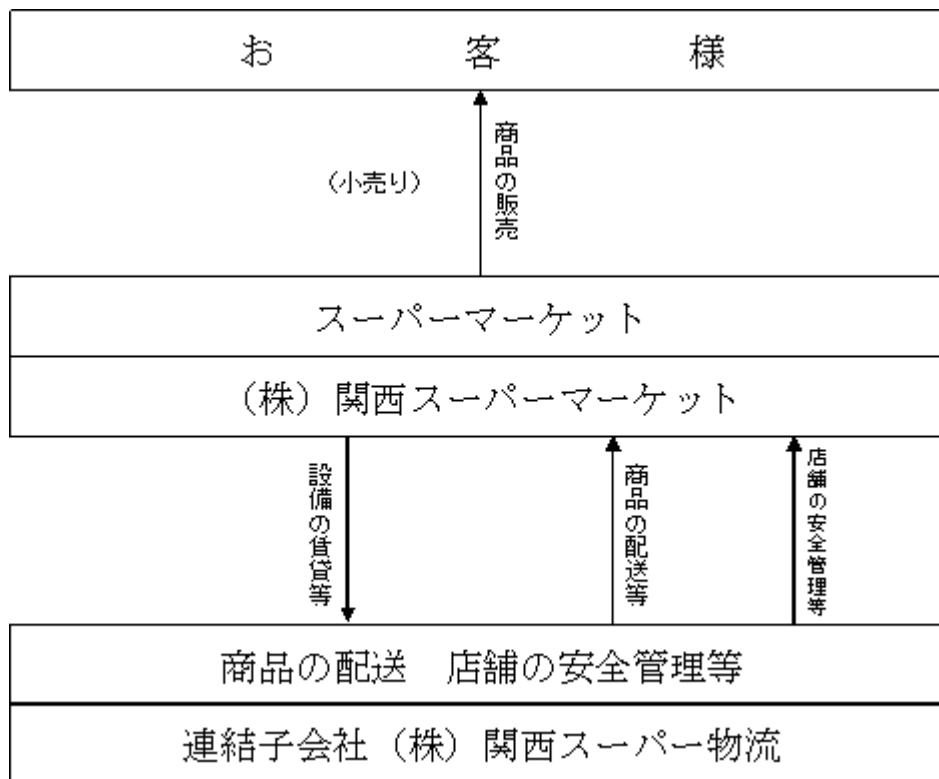 お客様
(小売り)
商品の販売
スーパーマーケット
(株)関西スーパーマーケット
設備の賃貸等
商品の配送等
店舗の安全管理等
商品の配送　店舗の安全管理等
連結子会社(株)関西スーパー物流